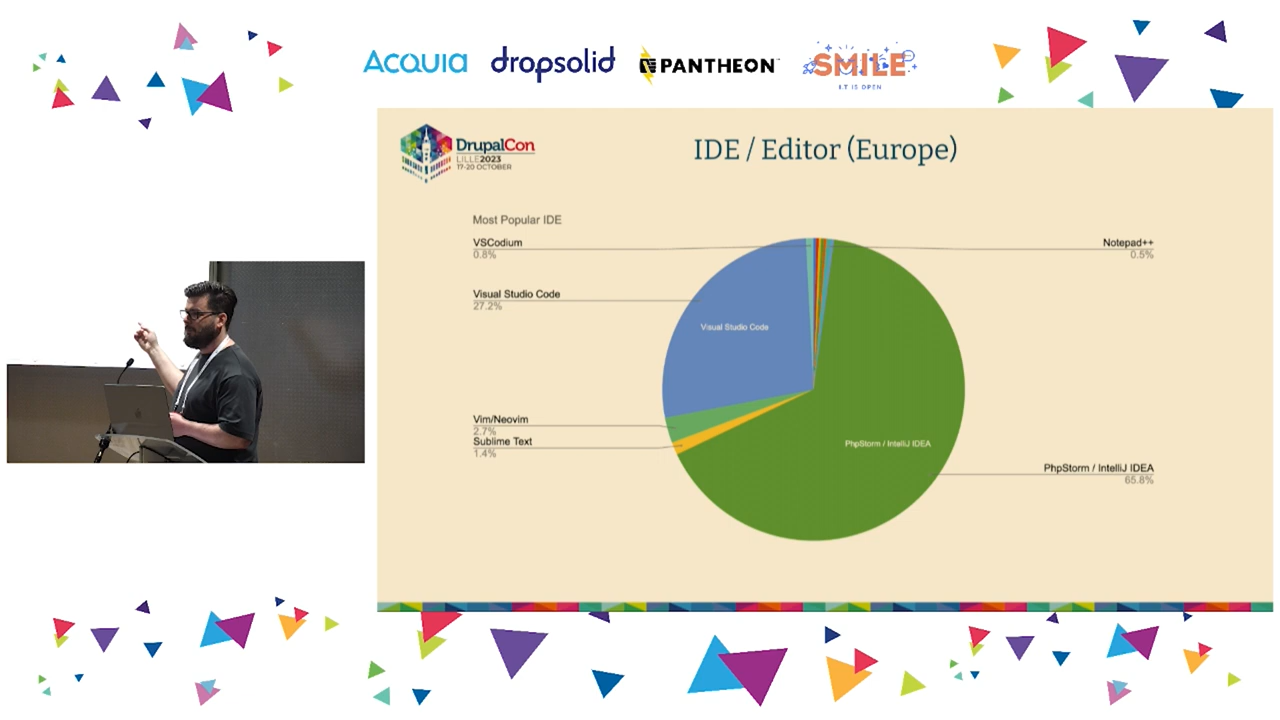 ACQUIA dropsolid PANTHEON SMILE
I.T IS OPEN
DrupalCon
LILLE2023
17-20 OCTOBER
IDE / Editor (Europe)
Most Popular IDE
VSCodium
0.8%
Notepad++
0.5%
Visual Studio Code
27.2%
Visual Studio Code
Vim/Neovim
2.7%
Sublime Text
1.4%
PhpStorm / IntelliJ IDEA
PhpStorm / IntelliJ IDEA
65.8%